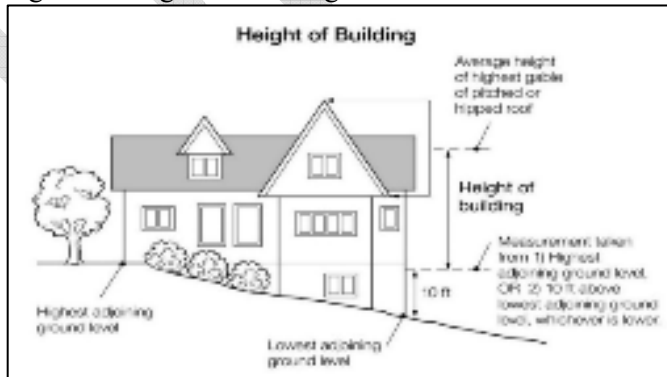 Height of Building
Average height
of highest gable
of pitched or
hipped roof
Height of
building
Measurement taken
from 1) Highest
adjoining ground level,
OR 2) 10 ft above
lowest adjoining ground
level, whichever is lower.
10 ft
Highest adjoining
ground level
Lowest adjoining
ground level